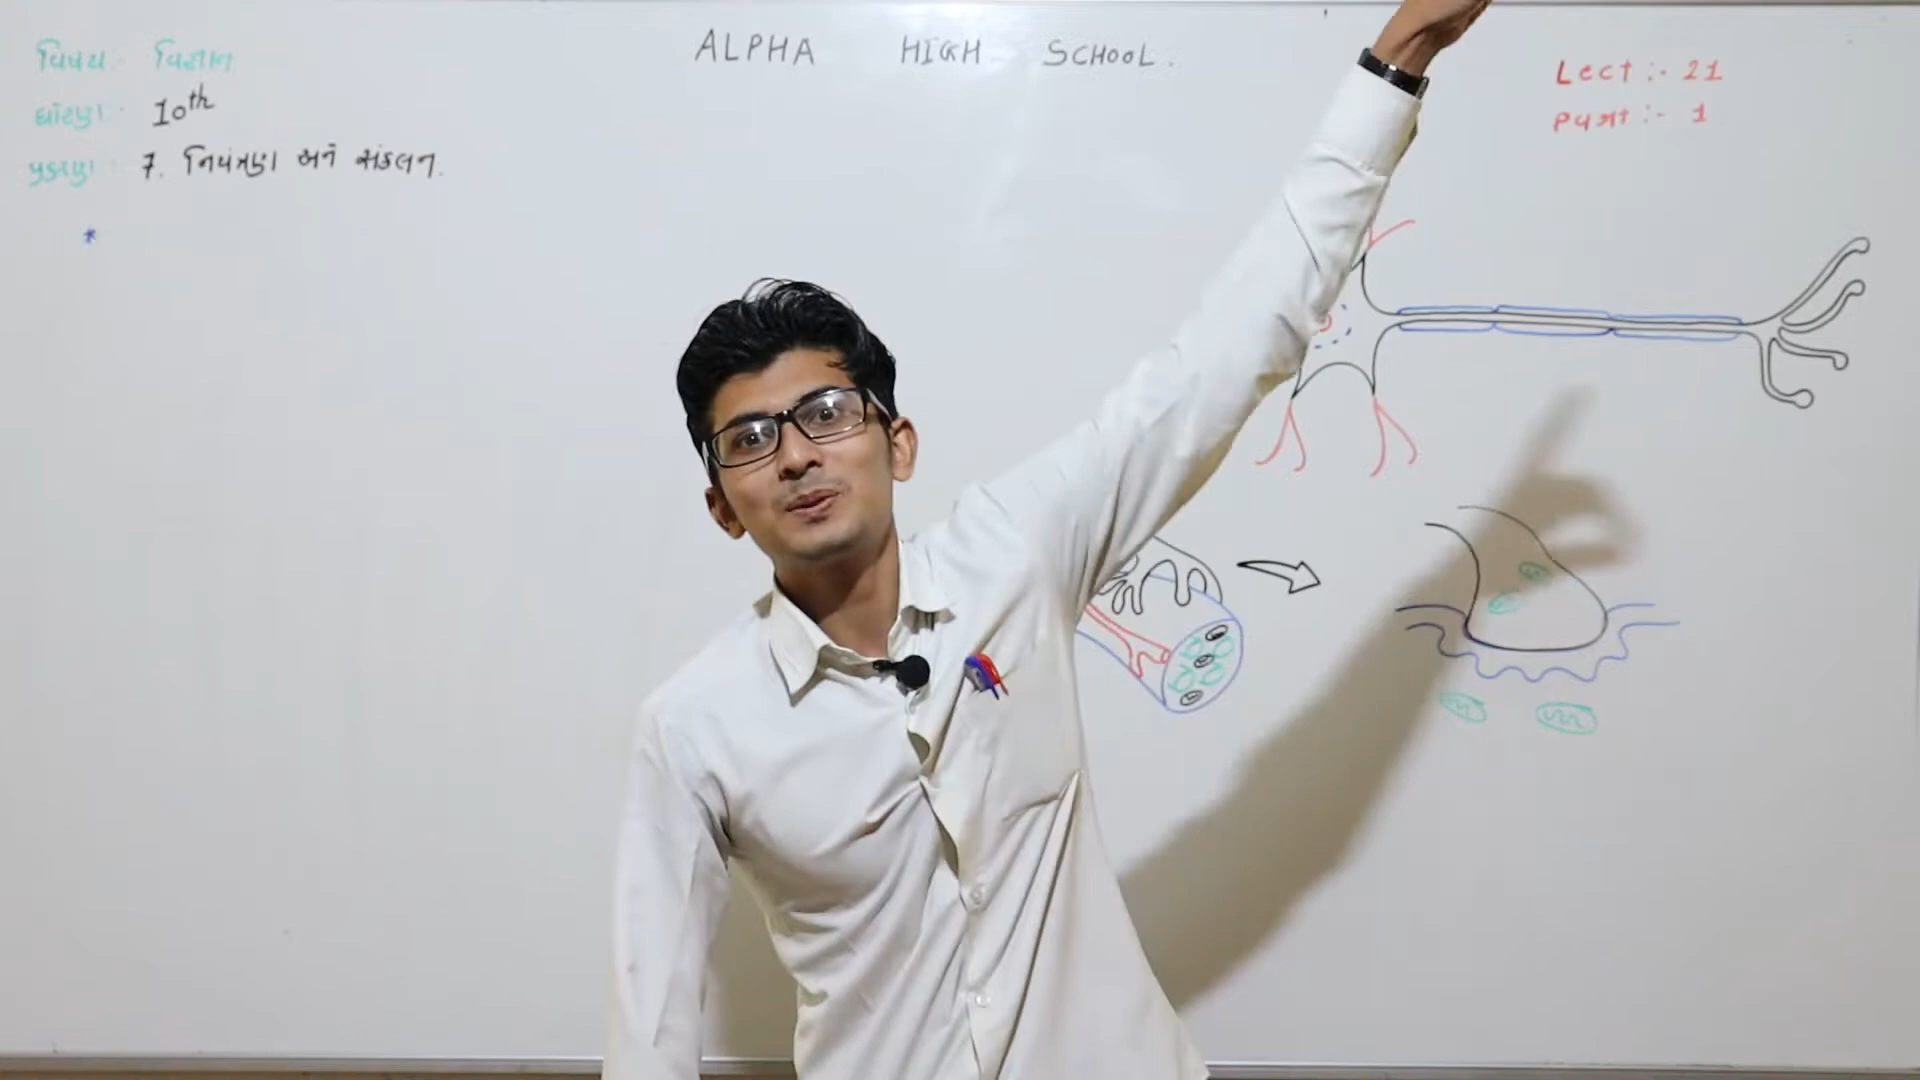 ALPHA HIGH SCHOOL.
વિષય:- વિજ્ઞાન
ધોરણ:- 10th
પ્રકરણ:- 7. નિયંત્રણ અને સંકલન.
*
Lect :- 21
Part :- 1